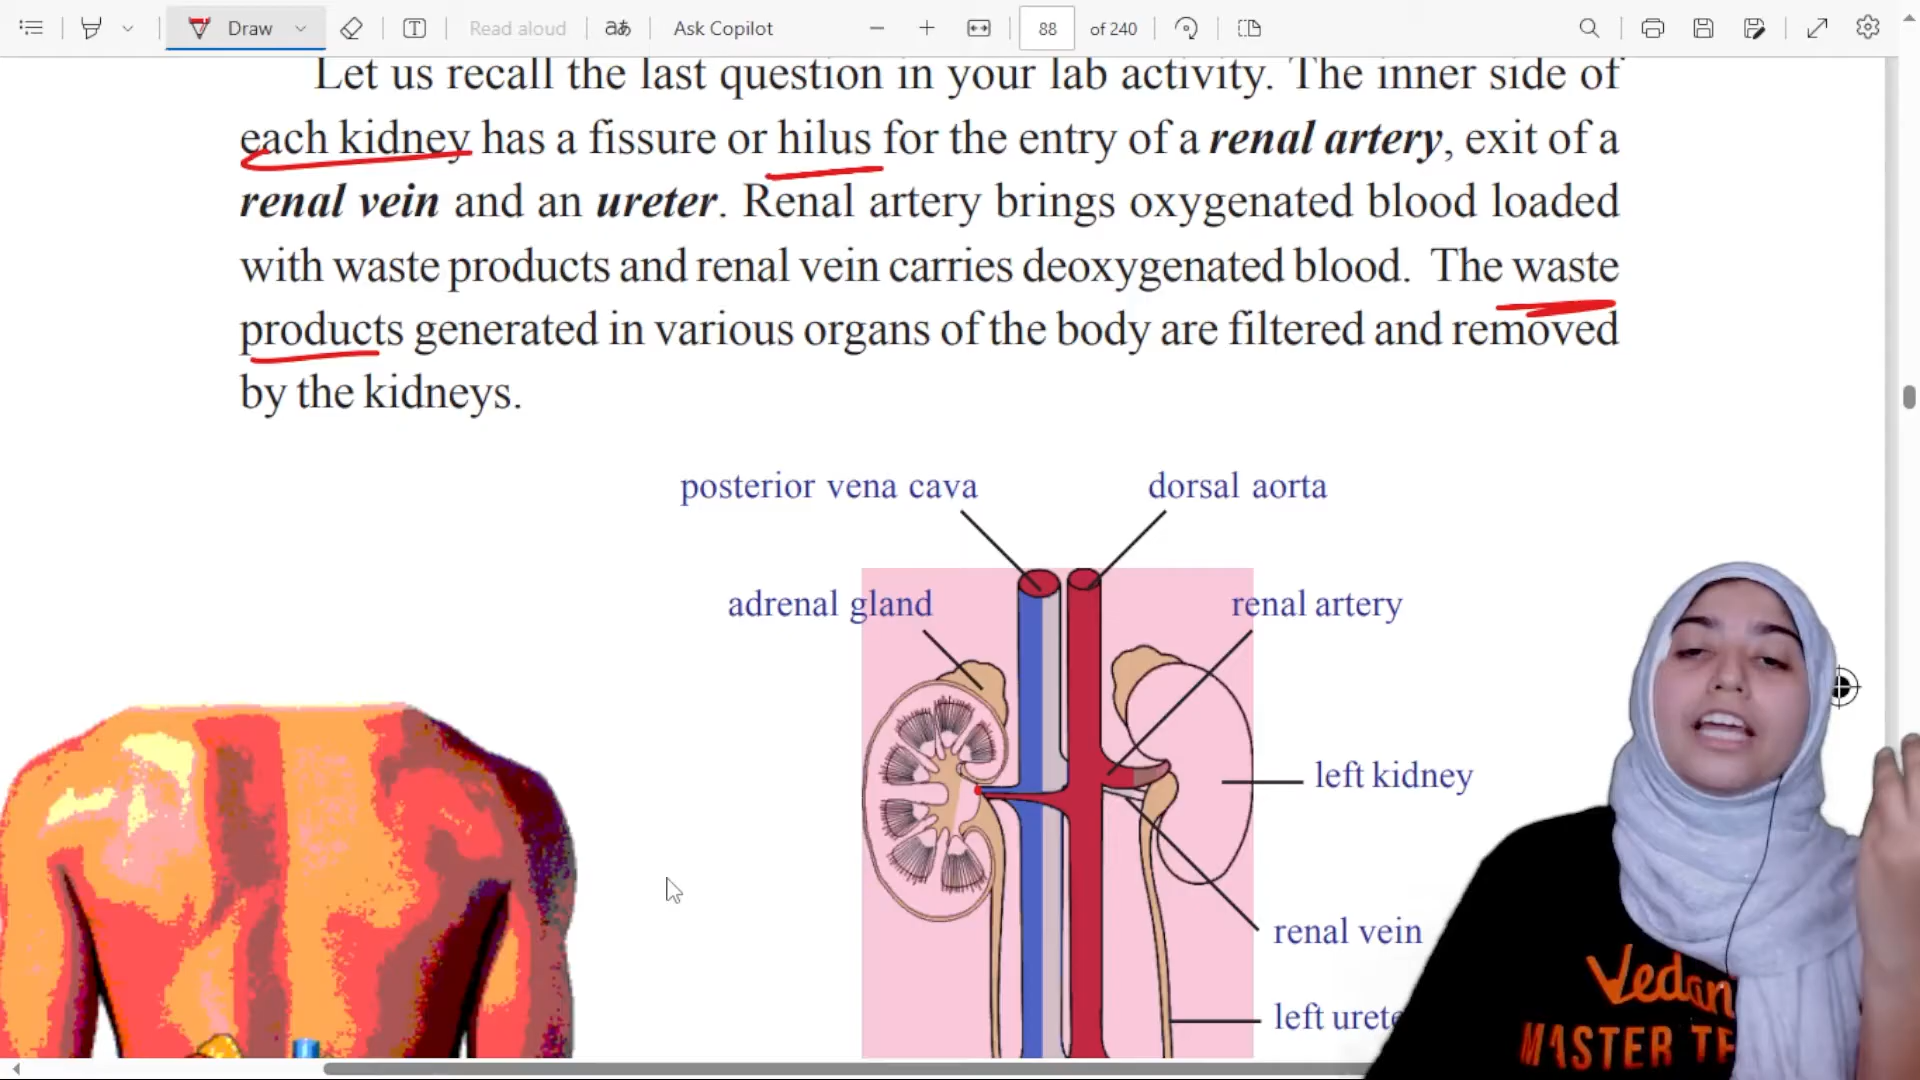 Draw
Read aloud
aあ
Ask Copilot
88
of 240
Let us recall the last question in your lab activity. The inner side of
each kidney has a fissure or hilus for the entry of a renal artery, exit of a
renal vein and an ureter. Renal artery brings oxygenated blood loaded
with waste products and renal vein carries deoxygenated blood. The waste
products generated in various organs of the body are filtered and removed
by the kidneys.
posterior vena cava
dorsal aorta
adrenal gland
renal artery
left kidney
renal vein
left urete
Vedan
MASTER TE